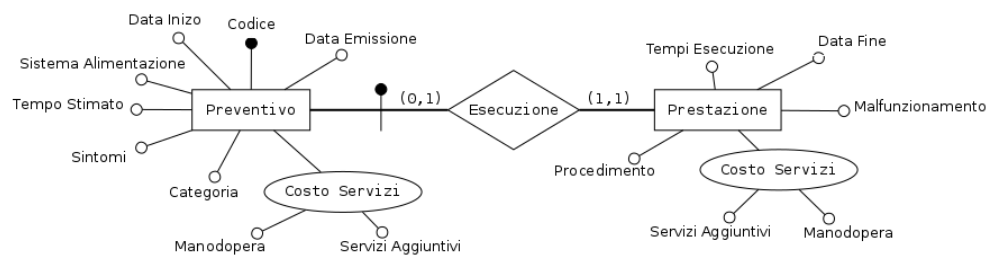 Data Inizo
Codice
Data Emissione
Sistema Alimentazione
Tempo Stimato
Preventivo
Sintomi
Categoria
Costo Servizi
Manodopera
Servizi Aggiuntivi
(0,1)
Esecuzione
(1,1)
Tempi Esecuzione
Data Fine
Prestazione
Malfunzionamento
Procedimento
Costo Servizi
Servizi Aggiuntivi
Manodopera